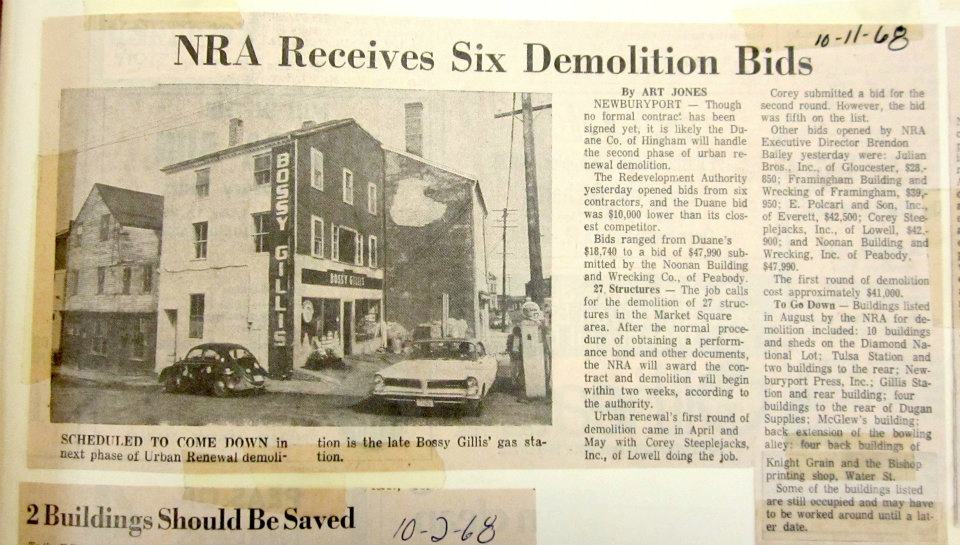 10-11-68
NRA Receives Six Demolition Bids
BOSSY GILLIS
BOSSY GILLIS
SCHEDULED TO COME DOWN in
next phase of Urban Renewal demoli-
tion is the late Bossy Gillis' gas sta-
tion.
By ART JONES
NEWBURYPORT — Though
no formal contract has been
signed yet, it is likely the Du-
ane Co. of Hingham will handle
the second phase of urban re-
newal demolition.
The Redevelopment Authority
yesterday opened bids from six
contractors, and the Duane bid
was $10,000 lower than its clos-
est competitor.
Bids ranged from Duane's
$18,740 to a bid of $47,990 sub-
mitted by the Noonan Building
and Wrecking Co., of Peabody.
27 Structures — The job calls
for the demolition of 27 struc-
tures in the Market Square
area. After the normal proce-
dure of obtaining a perform-
ance bond and other documents,
the NRA will award the con-
tract and demolition will begin
within two weeks, according to
the authority.
Urban renewal's first round of
demolition came in April and
May with Corey Steeplejacks,
Inc., of Lowell doing the job.
Corey submitted a bid for the
second round. However, the bid
was fifth on the list.
Other bids opened by NRA
Executive Director Brendon
Bailey yesterday were: Julian
Bros., Inc., of Gloucester, $28,-
850; Framingham Building and
Wrecking of Framingham, $39,-
950; E. Polcari and Son, Inc.,
of Everett, $42,500; Corey Stee-
plejacks, Inc., of Lowell, $42,-
900; and Noonan Building and
Wrecking, Inc. of Peabody,
$47,990.
The first round of demolition
cost approximately $41,000.
To Go Down — Buildings listed
in August by the NRA for de-
molition included: 10 buildings
and sheds on the Diamond Na-
tional Lot; Tulsa Station and
two buildings to the rear; New-
buryport Press, Inc.; Gillis Sta-
tion and rear building; four
buildings to the rear of Dugan
Supplies; McGlew's building;
back extension of the bowling
alley; four back buildings of
Knight Grain and the Bishop
printing shop, Water St.
Some of the buildings listed
are still occupied and may have
to be worked around until a lat-
er date.
2 Buildings Should Be Saved
10-2-68